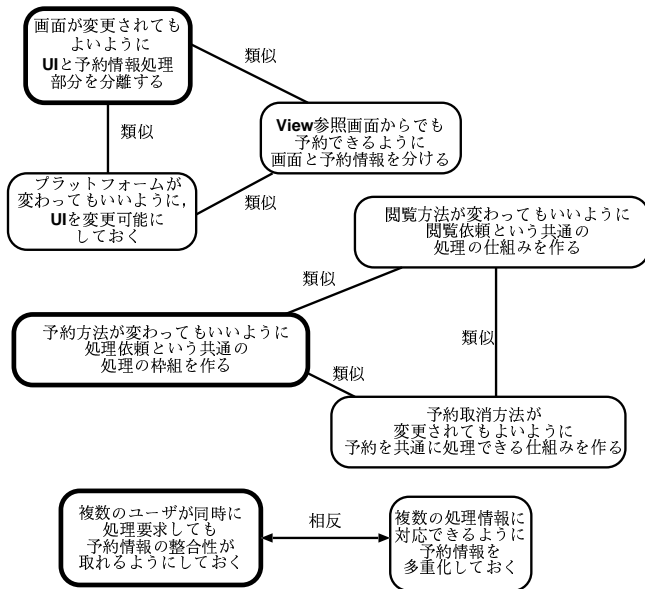 画面が変更されても
よいように
UIと予約情報処理
部分を分離する
類似
類似
View参照画面からでも
予約できるように
画面と予約情報を分ける
プラットフォームが
変わってもいいように,
UIを変更可能に
しておく
類似
閲覧方法が変わってもいいように
閲覧依頼という共通の
処理の仕組みを作る
類似
予約方法が変わってもいいように
処理依頼という共通の
処理の枠組を作る
類似
類似
予約取消方法が
変更されてもよいように
予約を共通に処理できる仕組みを作る
複数のユーザが同時に
処理要求しても
予約情報の整合性が
取れるようにしておく
相反
複数の処理情報に
対応できるように
予約情報を
多重化しておく